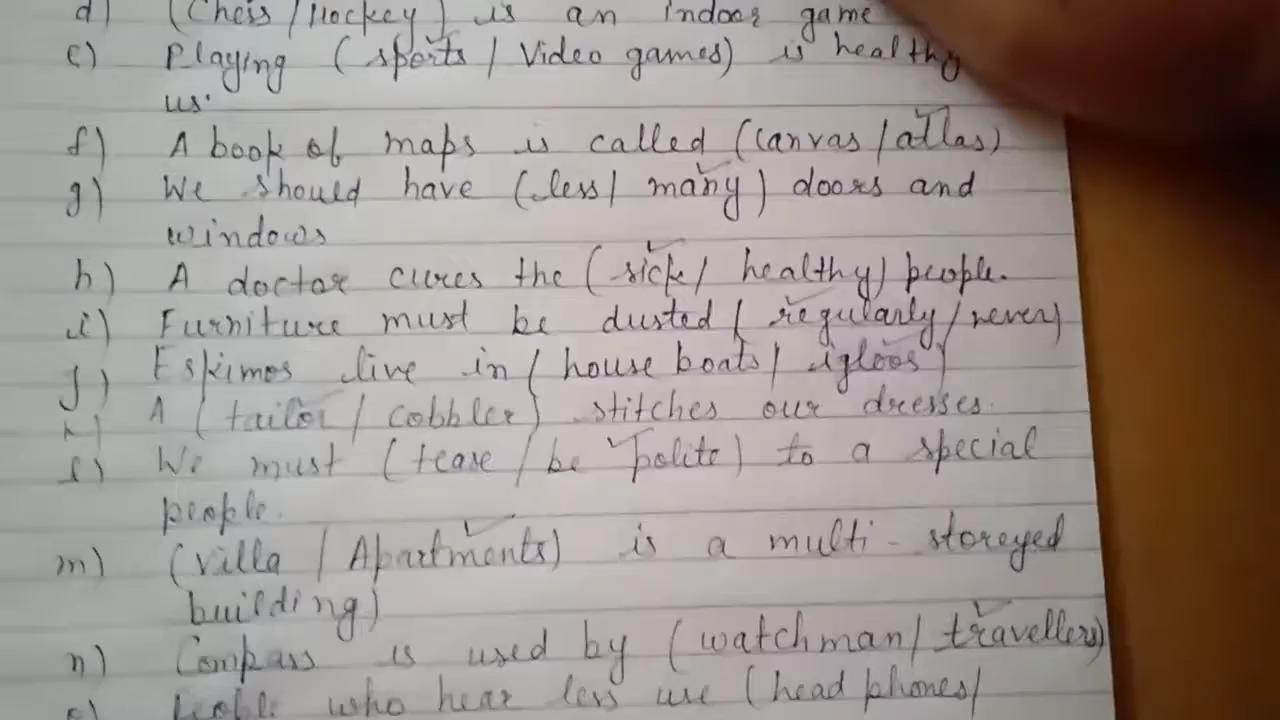 d) (Chess / Hockey) is an indoor game
e) Playing (sports / Video games) is healthy
us.
f) A book of maps is called (canvas / atlas)
g) We should have (less / many) doors and
windows
h) A doctor cures the (sick / healthy) people.
i) Furniture must be dusted (regularly / never)
j) Eskimos live in (house boats / igloos)
k) A (tailor / cobbler) stitches our dresses.
l) We must (tease / be polite) to a special
people.
m) (Villa / Apartments) is a multi-storeyed
building)
n) Compass is used by (watchman / travellers)
o) People who hear less use (head phones /